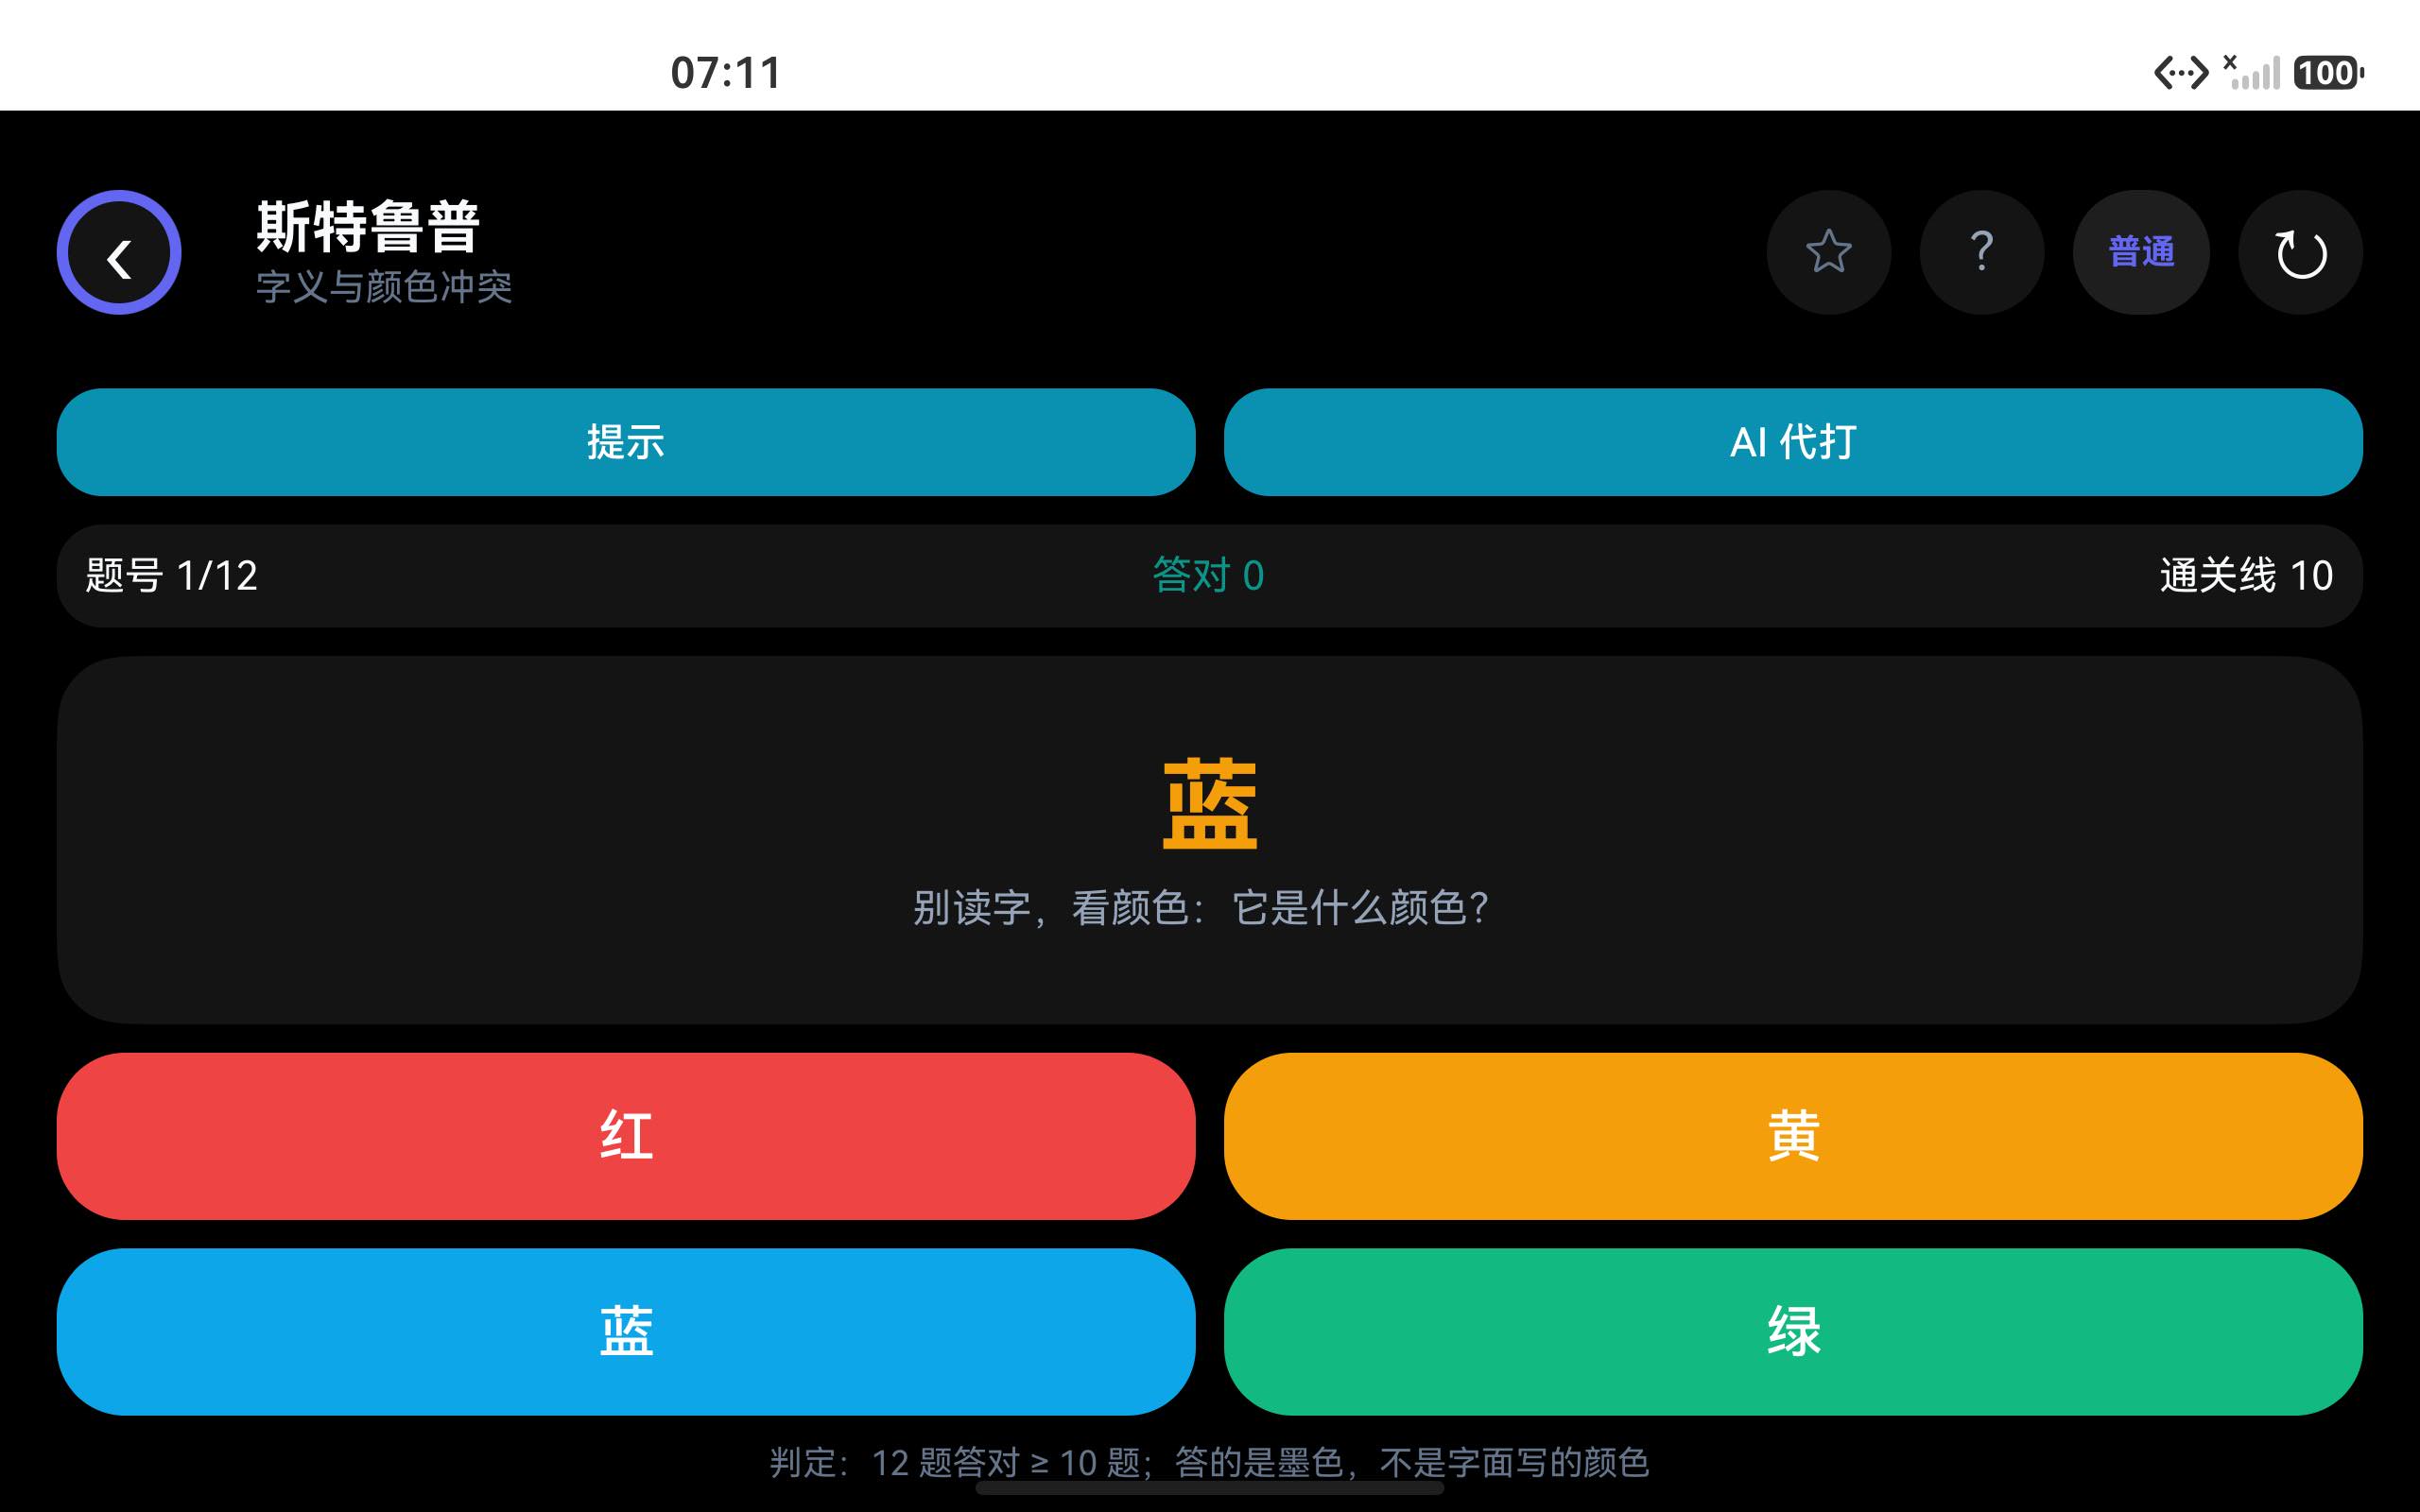 07:11
100
斯特鲁普
字义与颜色冲突
?
普通
提示
AI 代打
题号 1/12
答对 0
通关线 10
蓝
别读字，看颜色：它是什么颜色？
红
黄
蓝
绿
判定：12 题答对 ≥ 10 题；答的是墨色，不是字面写的颜色